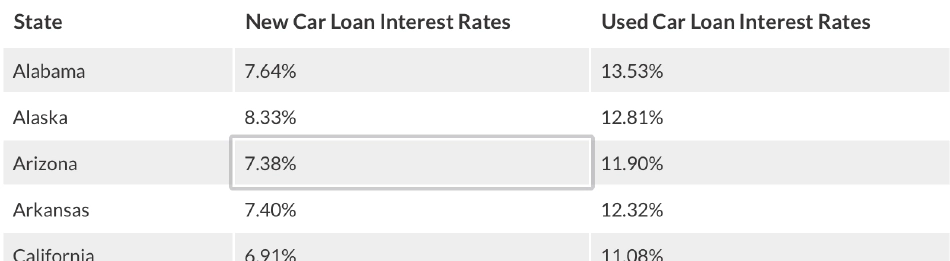 State New Car Loan Interest Rates Used Car Loan Interest Rates
Alabama 7.64% 13.53%
Alaska 8.33% 12.81%
Arizona 7.38% 11.90%
Arkansas 7.40% 12.32%
California 6.91% 11.08%